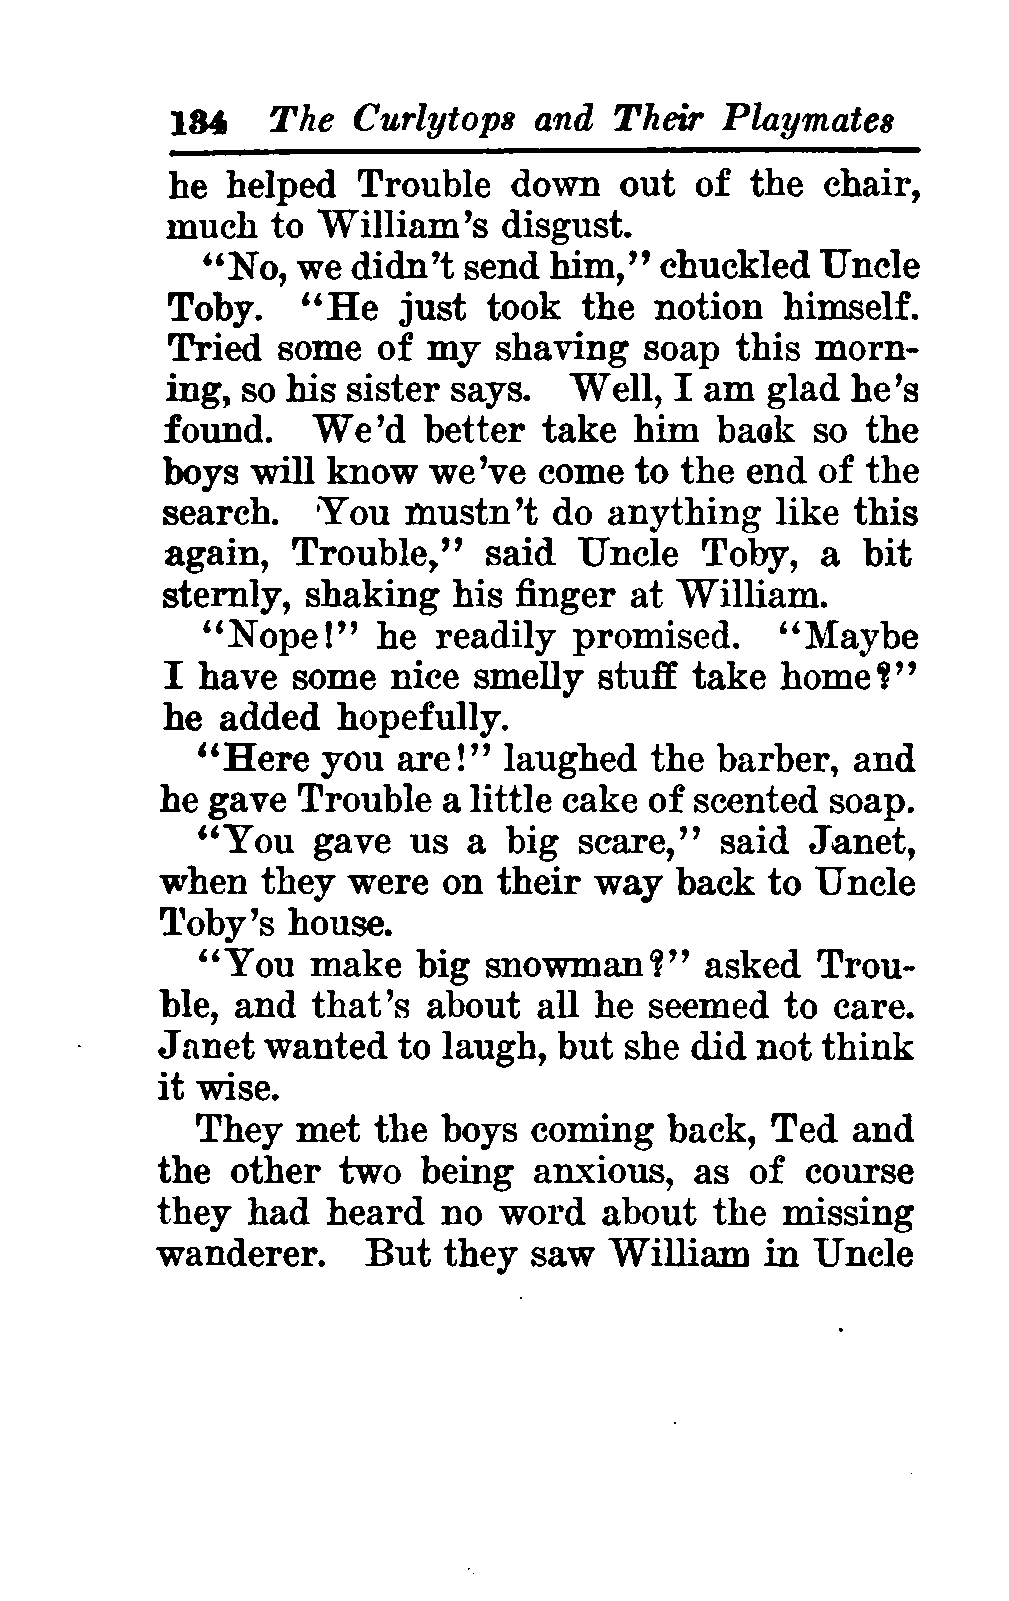 134 The Curlytops and Their Playmates
he helped Trouble down out of the chair,
much to William's disgust.
"No, we didn't send him," chuckled Uncle
Toby. "He just took the notion himself.
Tried some of my shaving soap this morn-
ing, so his sister says. Well, I am glad he's
found. We'd better take him back so the
boys will know we've come to the end of the
search. You mustn't do anything like this
again, Trouble," said Uncle Toby, a bit
sternly, shaking his finger at William.
"Nope!" he readily promised. "Maybe
I have some nice smelly stuff take home?"
he added hopefully.
"Here you are!" laughed the barber, and
he gave Trouble a little cake of scented soap.
"You gave us a big scare," said Janet,
when they were on their way back to Uncle
Toby's house.
"You make big snowman?" asked Trou-
ble, and that's about all he seemed to care.
Janet wanted to laugh, but she did not think
it wise.
They met the boys coming back, Ted and
the other two being anxious, as of course
they had heard no word about the missing
wanderer. But they saw William in Uncle